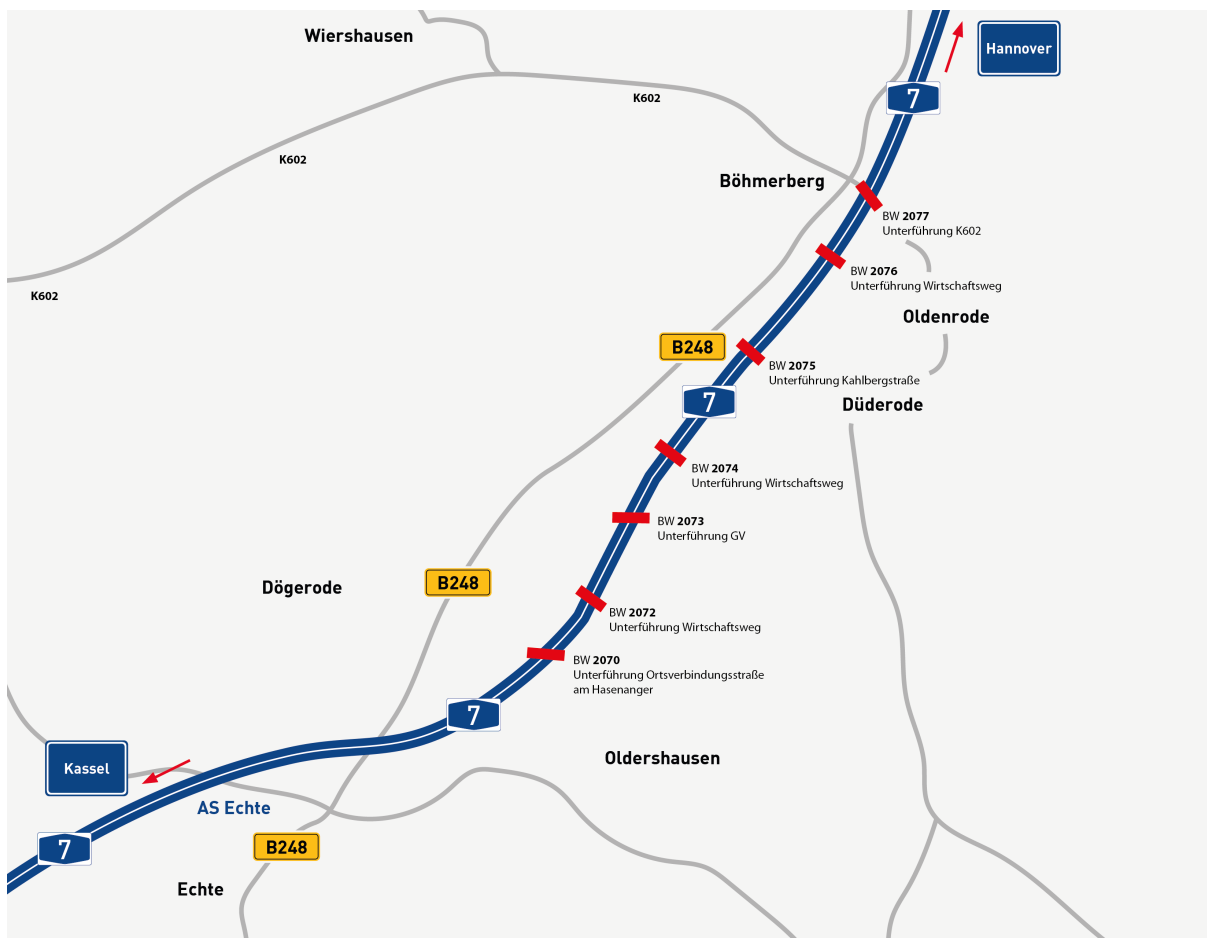 Wiershausen
Hannover
K602
7
K602
Böhmerberg
BW 2077
Unterführung K602
BW 2076
Unterführung Wirtschaftsweg
K602
Oldenrode
B248
BW 2075
Unterführung Kahlbergstraße
7
Düderode
BW 2074
Unterführung Wirtschaftsweg
BW 2073
Unterführung GV
B248
Dögerode
BW 2072
Unterführung Wirtschaftsweg
BW 2070
Unterführung Ortsverbindungsstraße
am Hasenanger
7
Oldershausen
Kassel
AS Echte
7
B248
Echte